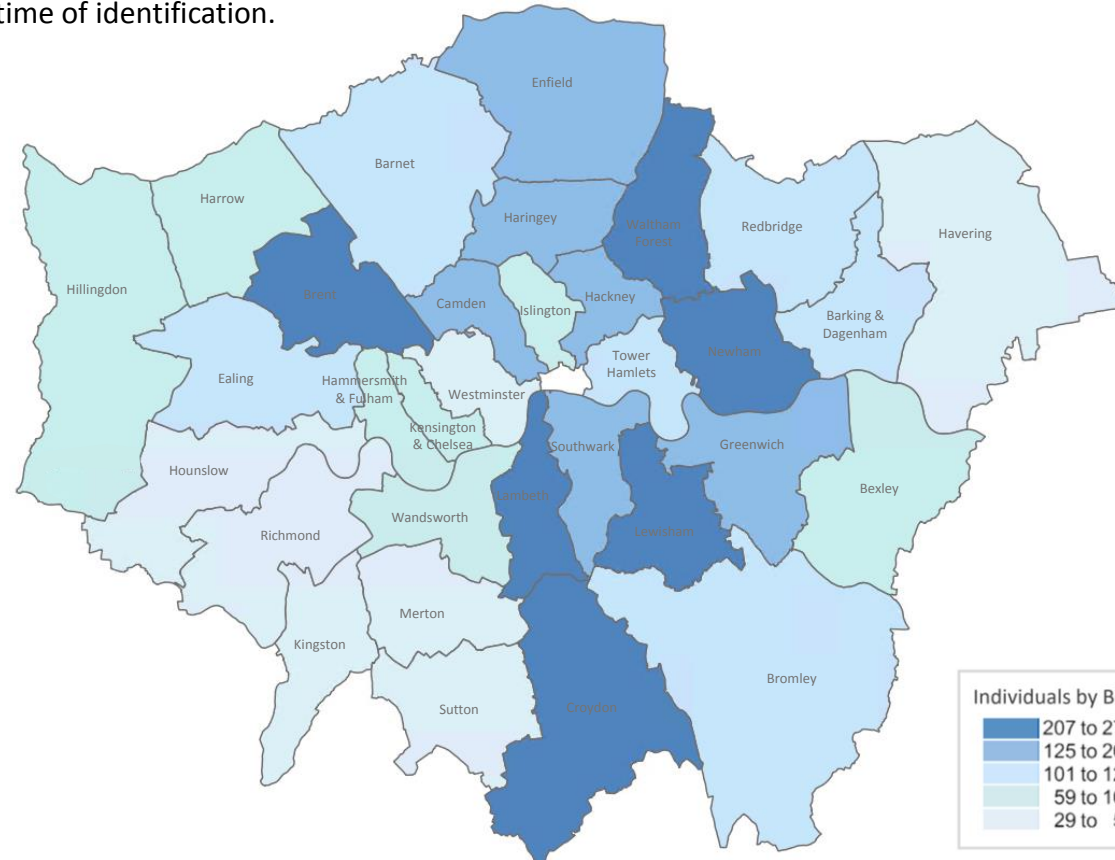 time of identification.
Enfield
Barnet
Harrow
Haringey
Waltham
Forest
Redbridge
Havering
Hillingdon
Brent
Camden
Islington
Hackney
Barking &
Dagenham
Newham
Tower
Hamlets
Ealing
Hammersmith
& Fulham
Westminster
Kensington
& Chelsea
Southwark
Greenwich
Hounslow
Bexley
Lambeth
Wandsworth
Richmond
Lewisham
Merton
Kingston
Bromley
Sutton
Croydon
Individuals by B
207 to 2
125 to 2
101 to 12
59 to 10
29 to